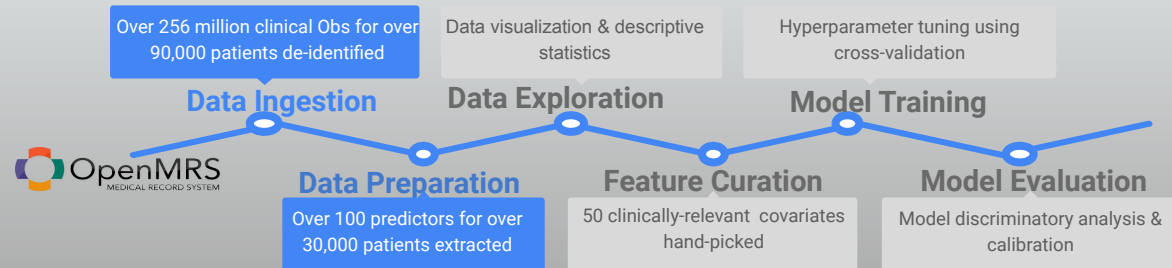 Over 256 million clinical Obs for over
90,000 patients de-identified
Data Ingestion
Data visualization & descriptive
statistics
Data Exploration
Hyperparameter tuning using
cross-validation
Model Training
OpenMRS
MEDICAL RECORD SYSTEM
Data Preparation
Over 100 predictors for over
30,000 patients extracted
Feature Curation
50 clinically-relevant covariates
hand-picked
Model Evaluation
Model discriminatory analysis &
calibration